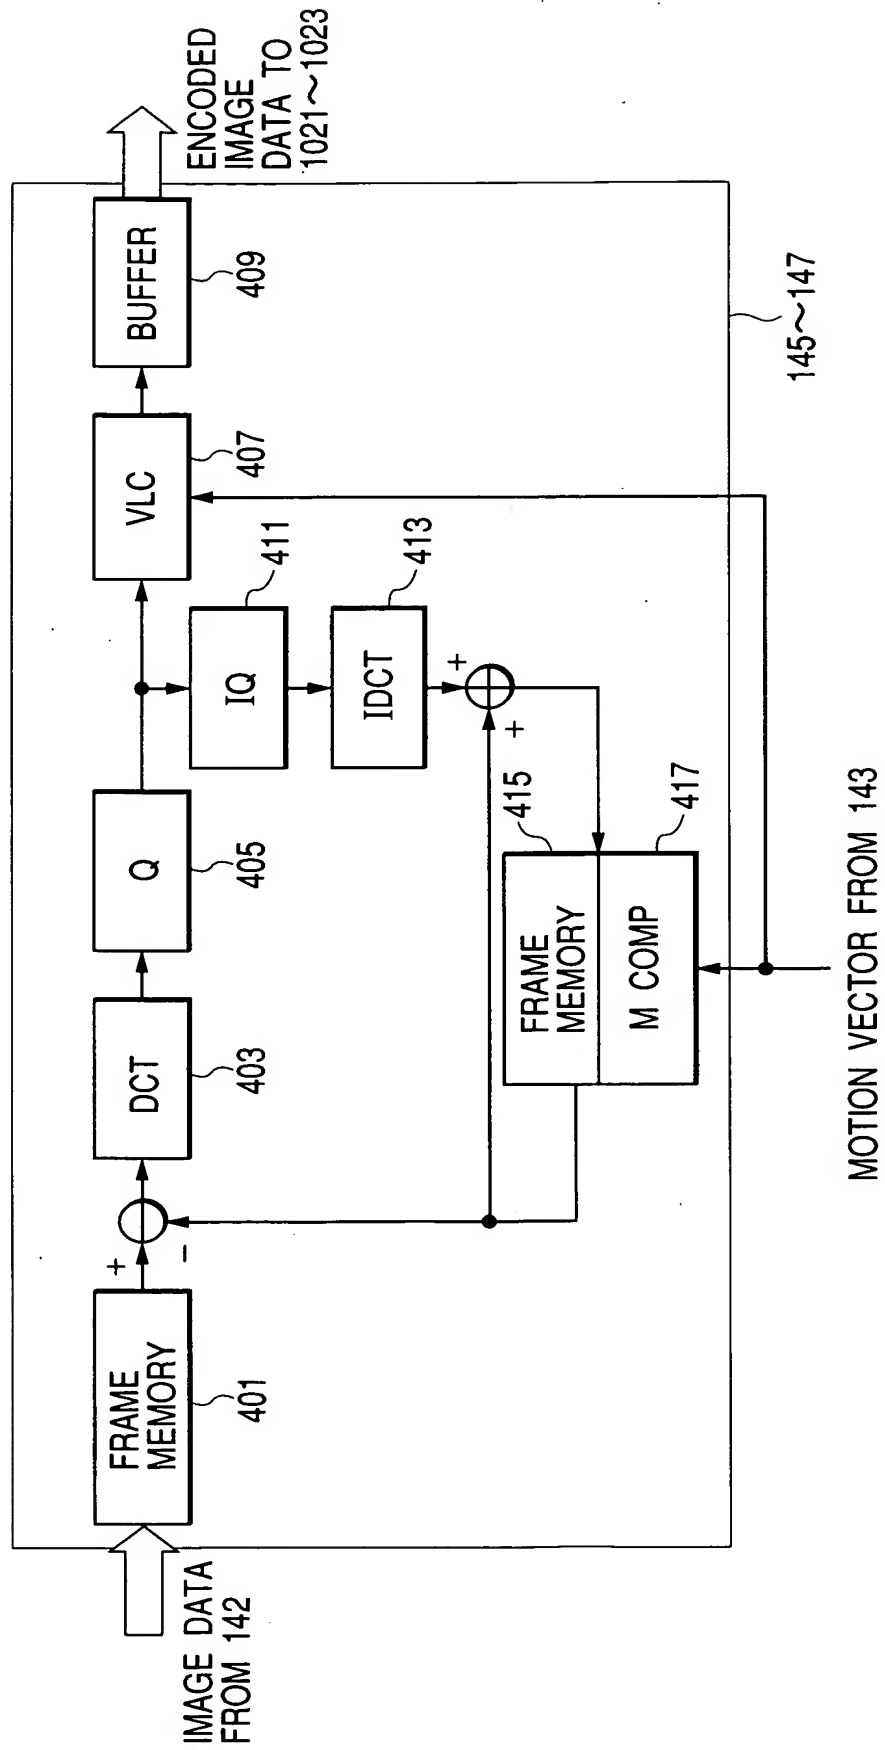 IMAGE DATA
FROM 142
FRAME
MEMORY
401
+
−
DCT
403
Q
405
VLC
407
BUFFER
409
ENCODED
IMAGE
DATA TO
1021~1023
IQ
411
IDCT
413
+
+
FRAME
MEMORY
415
M COMP
417
145~147
MOTION VECTOR FROM 143